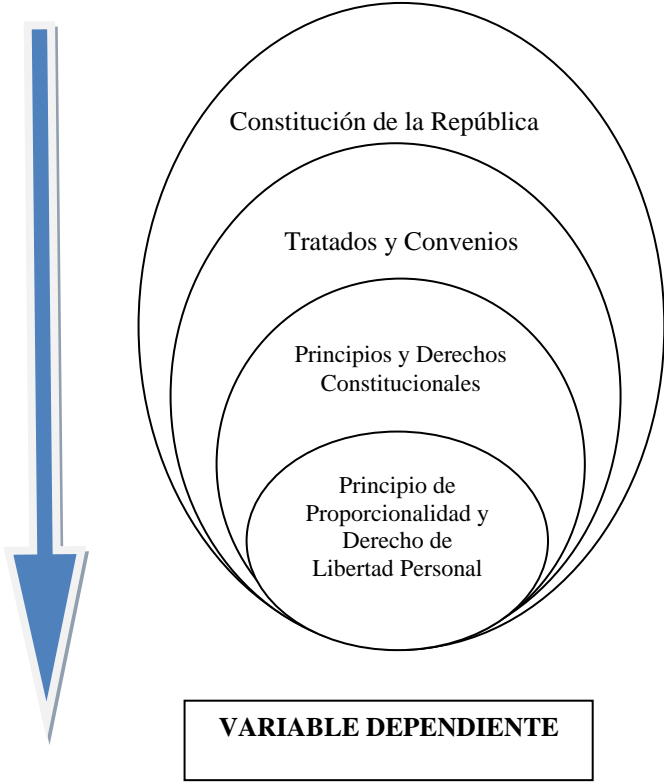 Constitución de la República
Tratados y Convenios
Principios y Derechos
Constitucionales
Principio de
Proporcionalidad y
Derecho de
Libertad Personal
VARIABLE DEPENDIENTE